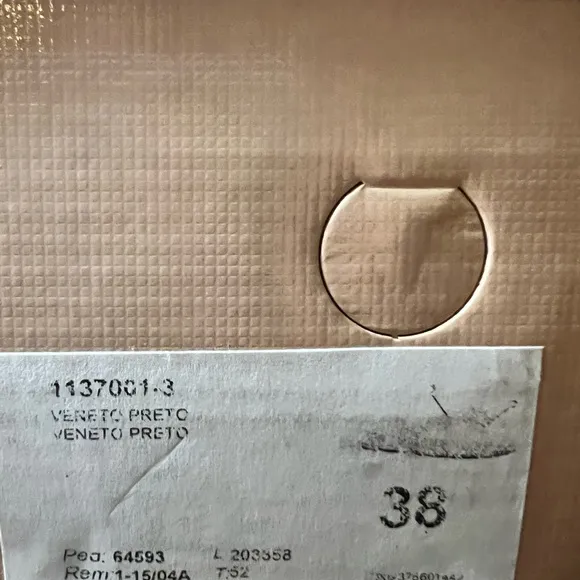 1137001-3
VENETO PRETO
VENETO PRETO
38
Ped: 64593 L 203558
Rem:1-15/04A T:52